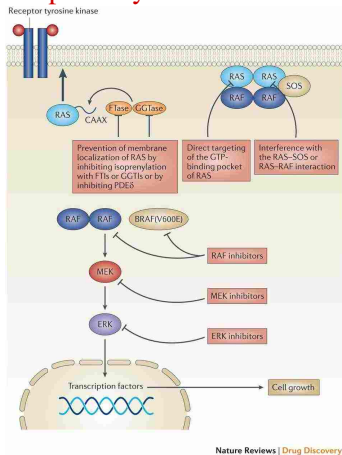 Receptor tyrosine kinase
RAS
CAAX
FTase
GGTase
RAS
RAS
SOS
RAF
RAF
Prevention of membrane
localization of RAS by
inhibiting isoprenylation
with FTIs or GGTIs or by
inhibiting PDEδ
Direct targeting
of the GTP-
binding pocket
of RAS
Interference with
the RAS–SOS or
RAS–RAF interaction
RAF
RAF
BRAF(V600E)
RAF inhibitors
MEK
MEK inhibitors
ERK
ERK inhibitors
Transcription factors
Cell growth
Nature Reviews | Drug Discovery